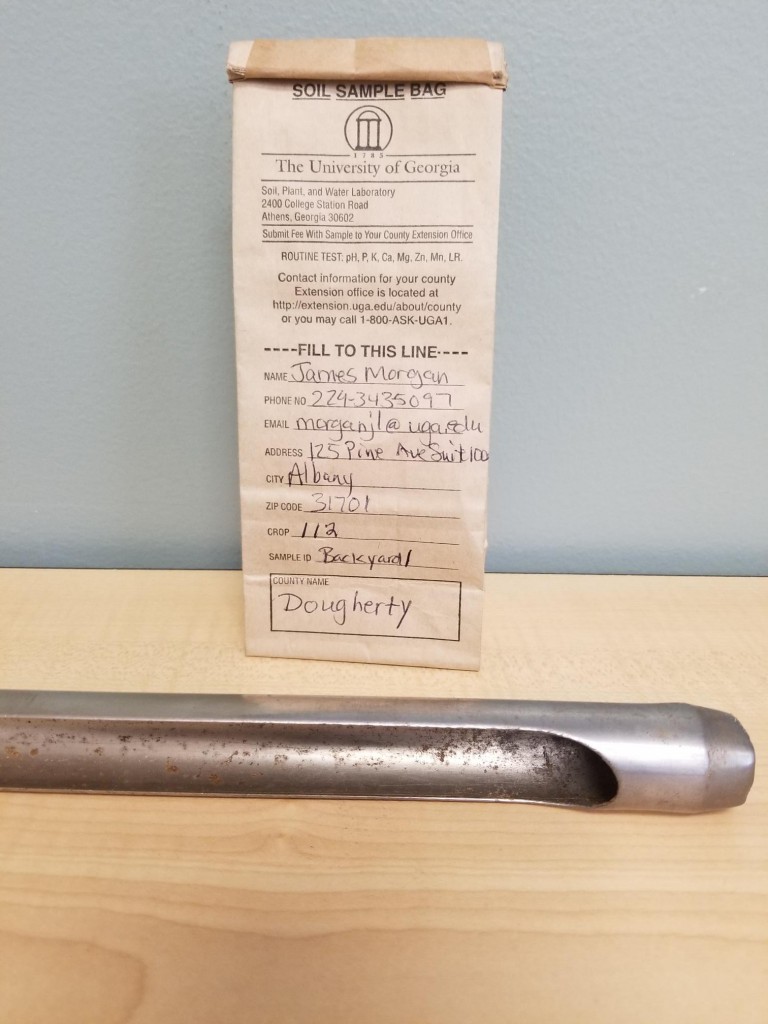 SOIL SAMPLE BAG
1785
The University of Georgia
Soil, Plant, and Water Laboratory
2400 College Station Road
Athens, Georgia 30602
Submit Fee With Sample to Your County Extension Office
ROUTINE TEST: pH, P, K, Ca, Mg, Zn, Mn, LR.
Contact information for your county
Extension office is located at
http://extension.uga.edu/about/county
or you may call 1-800-ASK-UGA1.
----FILL TO THIS LINE----
NAME James Morgan
PHONE NO 224-3435097
EMAIL morganjl@uga.edu
ADDRESS 125 Pine Ave Suit 100
CITY Albany
ZIP CODE 31701
CROP 112
SAMPLE ID Backyard1
COUNTY NAME
Dougherty